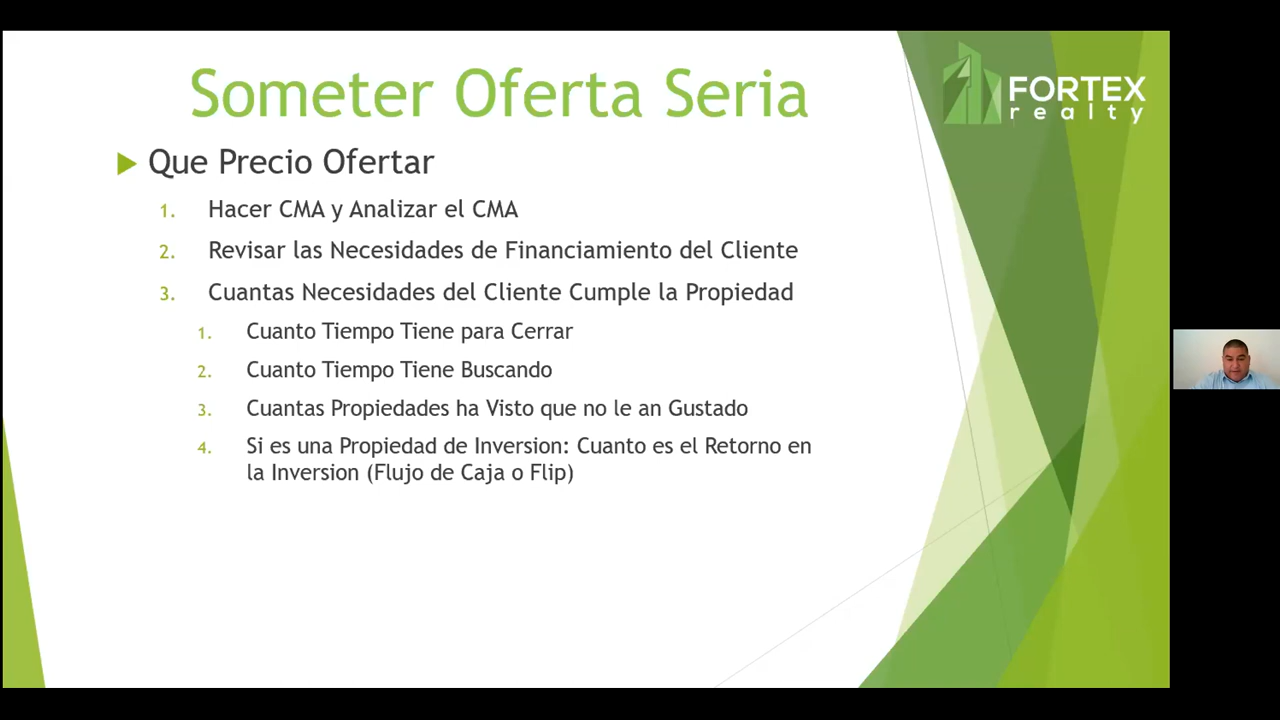 Someter Oferta Seria
FORTEX
realty
Que Precio Ofertar
1. Hacer CMA y Analizar el CMA
2. Revisar las Necesidades de Financiamiento del Cliente
3. Cuantas Necesidades del Cliente Cumple la Propiedad
1. Cuanto Tiempo Tiene para Cerrar
2. Cuanto Tiempo Tiene Buscando
3. Cuantas Propiedades ha Visto que no le an Gustado
4. Si es una Propiedad de Inversion: Cuanto es el Retorno en
la Inversion (Flujo de Caja o Flip)